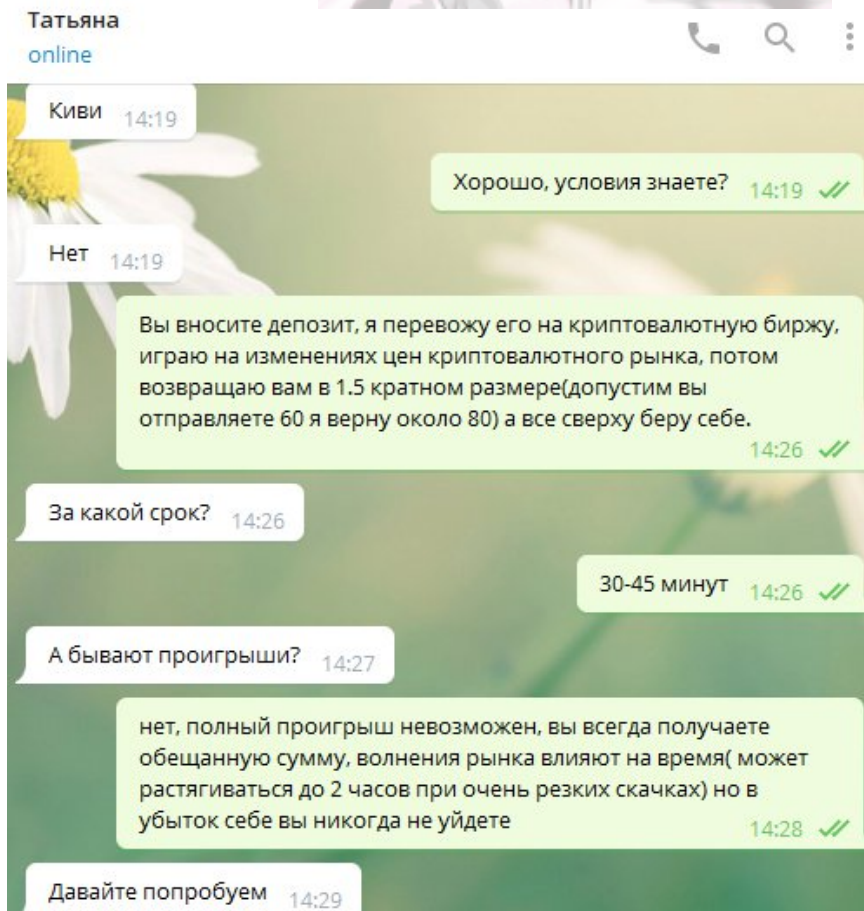 Татьяна
online
Киви 14:19
Хорошо, условия знаете? 14:19
Нет 14:19
Вы вносите депозит, я перевожу его на криптовалютную биржу,
играю на изменениях цен криптовалютного рынка, потом
возвращаю вам в 1.5 кратном размере(допустим вы
отправляете 60 я верну около 80) а все сверху беру себе.
14:26
За какой срок? 14:26
30-45 минут 14:26
А бывают проигрыши? 14:27
нет, полный проигрыш невозможен, вы всегда получаете
обещанную сумму, волнения рынка влияют на время( может
растягиваться до 2 часов при очень резких скачках) но в
убыток себе вы никогда не уйдете 14:28
Давайте попробуем 14:29